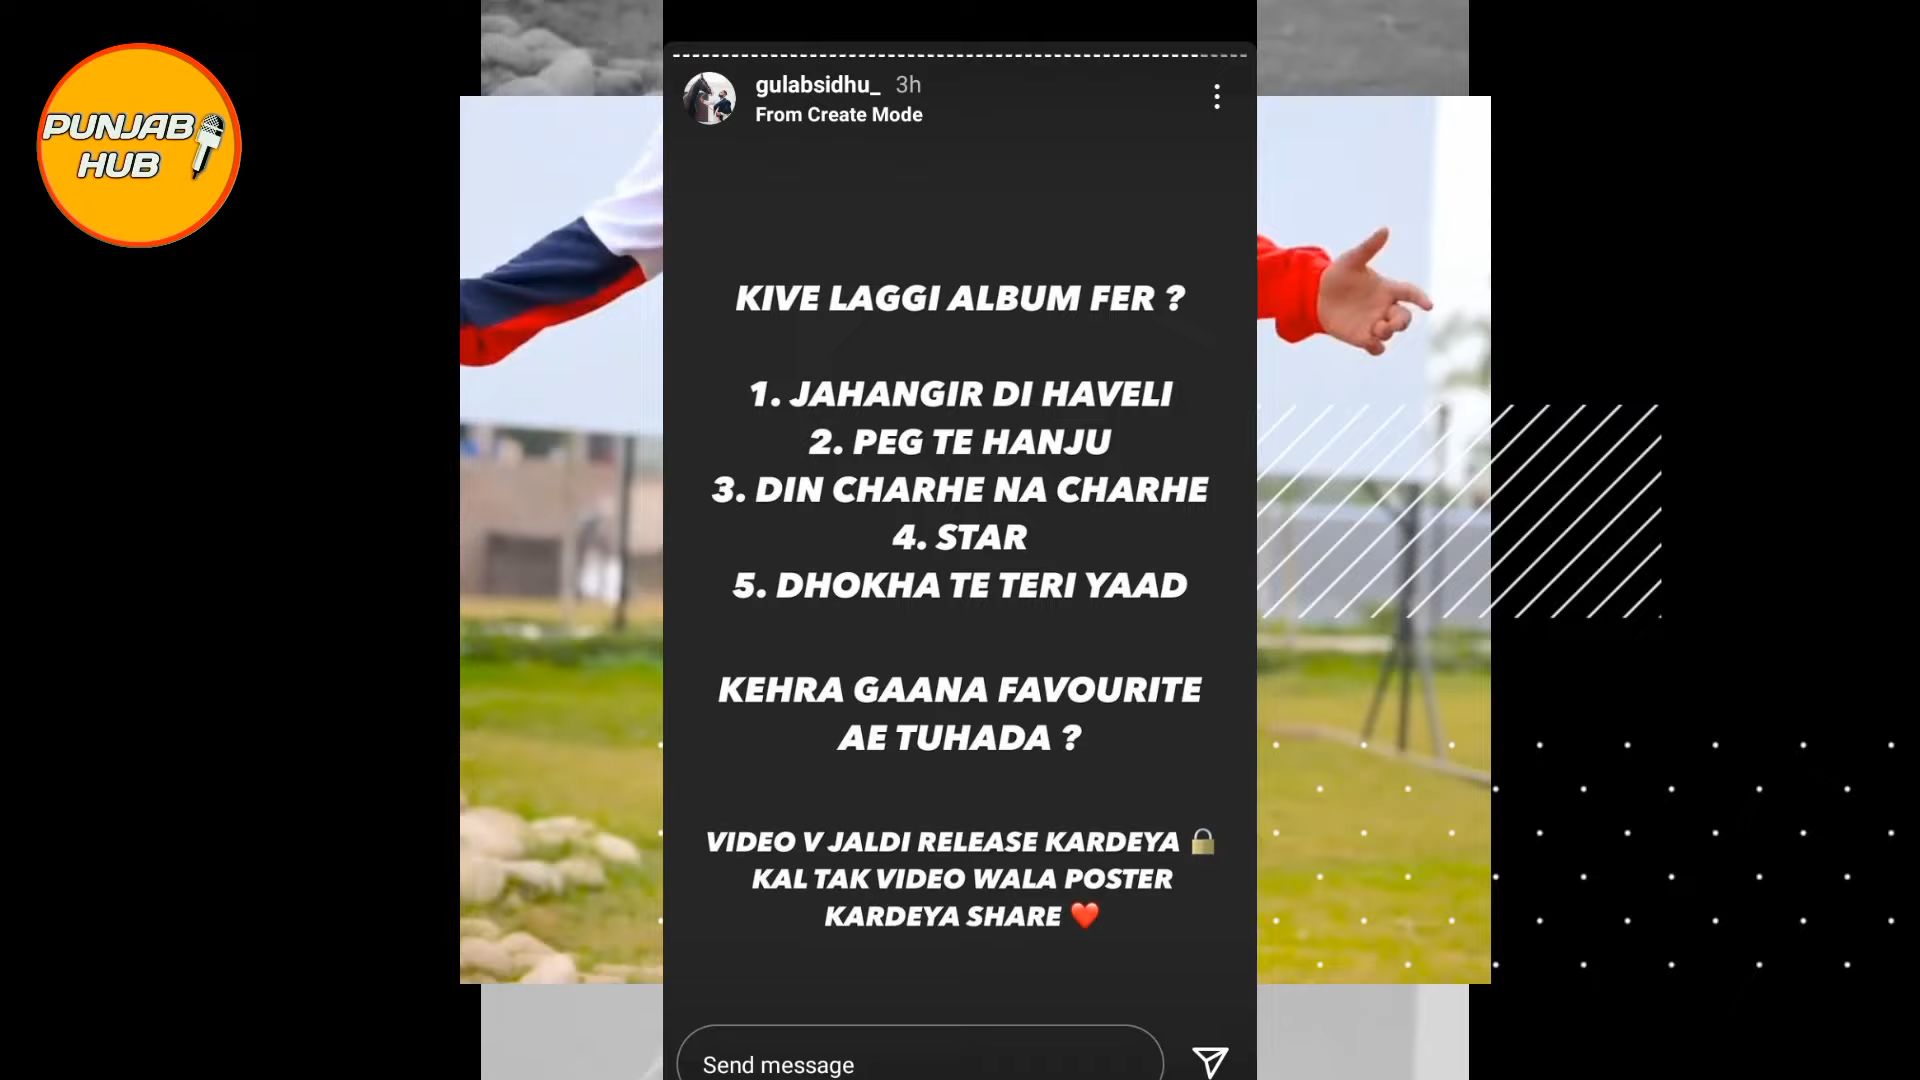 PUNJAB
HUB
gulabsidhu_ 3h
From Create Mode
KIVE LAGGI ALBUM FER ?
1. JAHANGIR DI HAVELI
2. PEG TE HANJU
3. DIN CHARHE NA CHARHE
4. STAR
5. DHOKHA TE TERI YAAD
KEHRA GAANA FAVOURITE
AE TUHADA ?
VIDEO V JALDI RELEASE KARDEYA 🔒
KAL TAK VIDEO WALA POSTER
KARDEYA SHARE ❤️
Send message